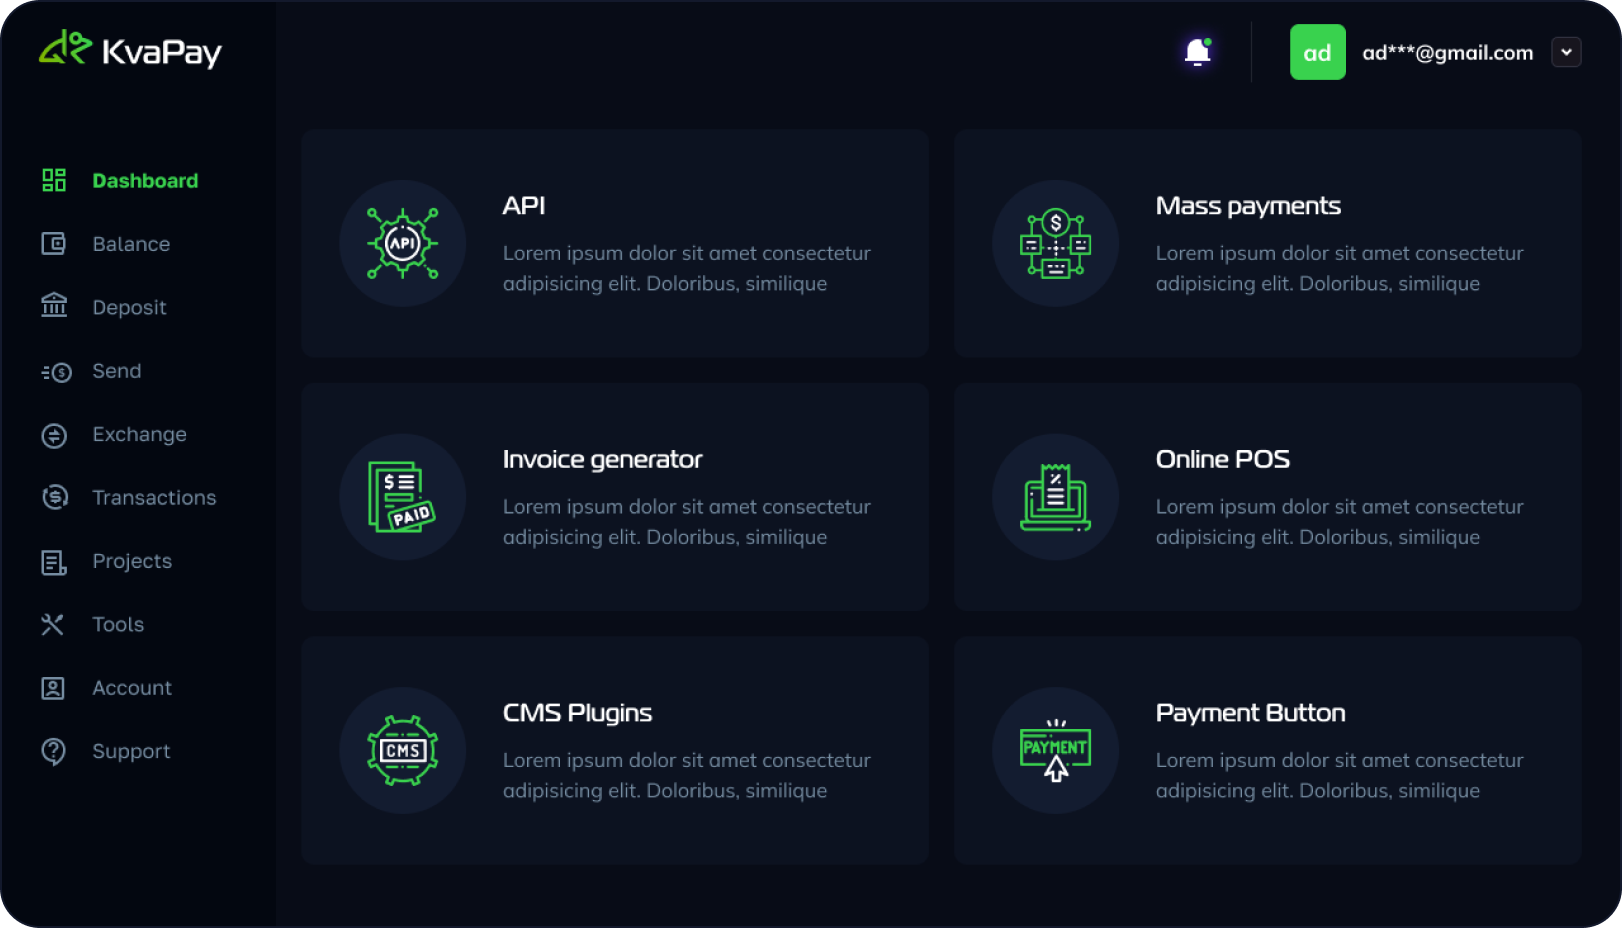 KvaPay
ad
ad***@gmail.com
Dashboard
Balance
Deposit
Send
Exchange
Transactions
Projects
Tools
Account
Support
API
API
Lorem ipsum dolor sit amet consectetur
adipisicing elit. Doloribus, similique
$
Mass payments
Lorem ipsum dolor sit amet consectetur
adipisicing elit. Doloribus, similique
$
PAID
Invoice generator
Lorem ipsum dolor sit amet consectetur
adipisicing elit. Doloribus, similique
%
Online POS
Lorem ipsum dolor sit amet consectetur
adipisicing elit. Doloribus, similique
CMS
CMS Plugins
Lorem ipsum dolor sit amet consectetur
adipisicing elit. Doloribus, similique
PAYMENT
Payment Button
Lorem ipsum dolor sit amet consectetur
adipisicing elit. Doloribus, similique